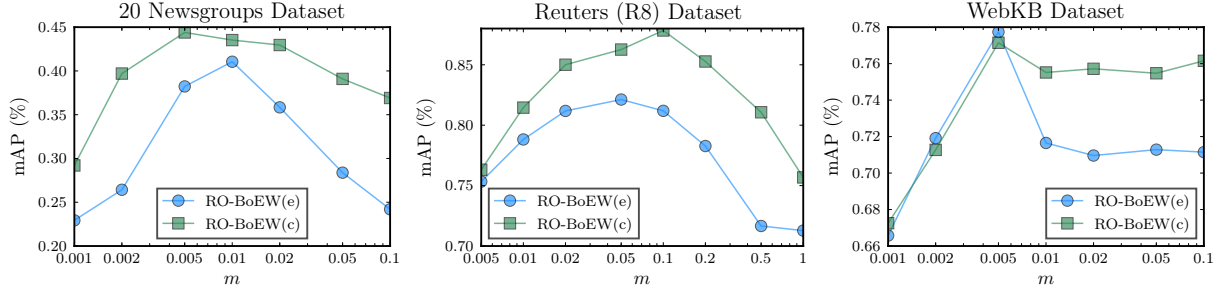 20 Newsgroups Dataset
mAP (%)
0.45
0.40
0.35
0.30
0.25
0.20
RO-BoEW(e)
RO-BoEW(c)
0.001 0.002 0.005 0.01 0.02 0.05 0.1
m
Reuters (R8) Dataset
mAP (%)
0.85
0.80
0.75
0.70
RO-BoEW(e)
RO-BoEW(c)
0.005 0.01 0.02 0.05 0.1 0.2 0.5 1
m
WebKB Dataset
mAP (%)
0.78
0.76
0.74
0.72
0.70
0.68
0.66
RO-BoEW(e)
RO-BoEW(c)
0.001 0.002 0.005 0.01 0.02 0.05 0.1
m